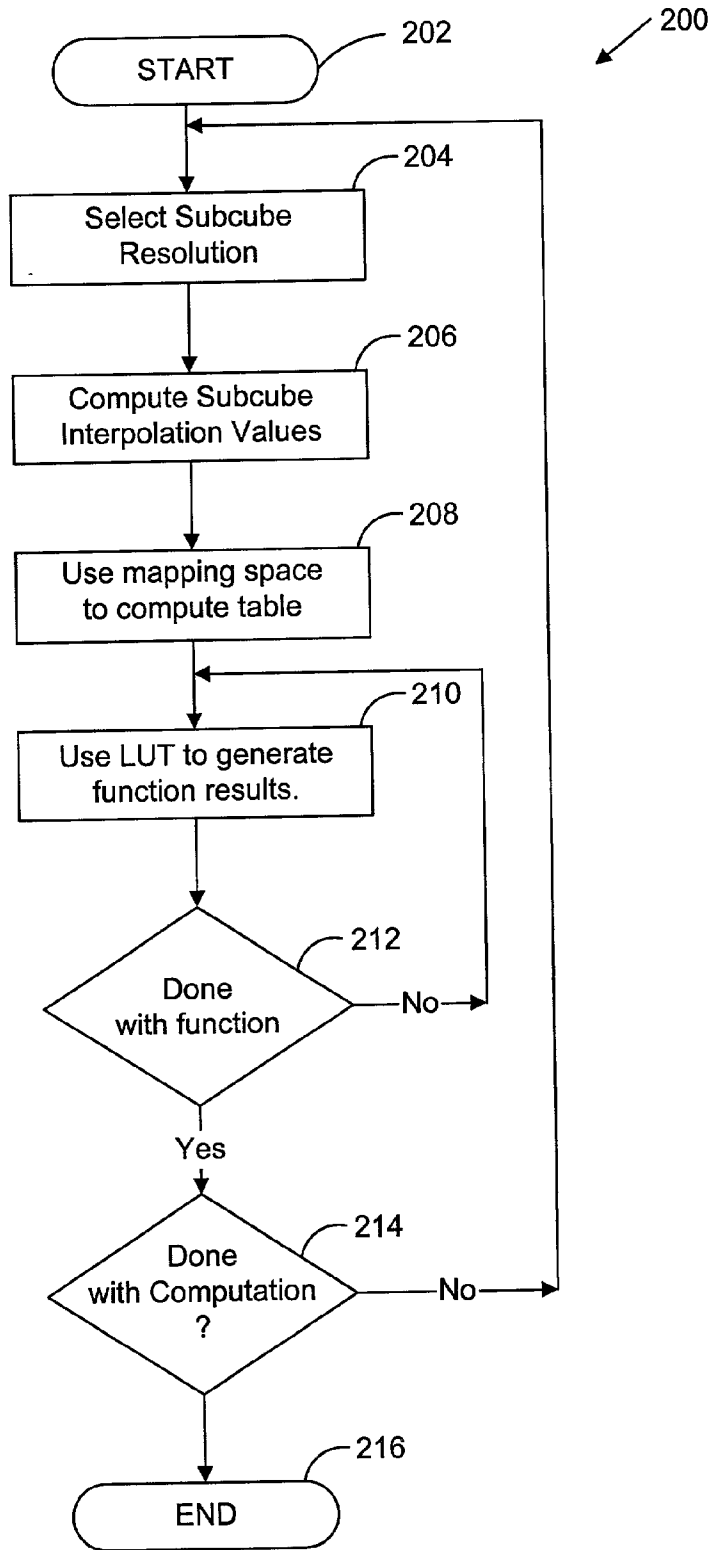 200
202
START
204
Select Subcube
Resolution
206
Compute Subcube
Interpolation Values
208
Use mapping space
to compute table
210
Use LUT to generate
function results.
212
Done
with function
No
Yes
214
Done
with Computation
?
No
216
END